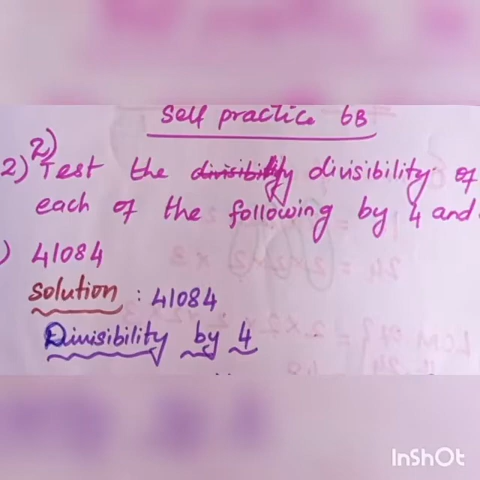 Self practice 6B
2)
2) Test the divisibility divisibility of
each of the following by 4 and
) 41084
Solution : 41084
Divisibility by 4
InShOt